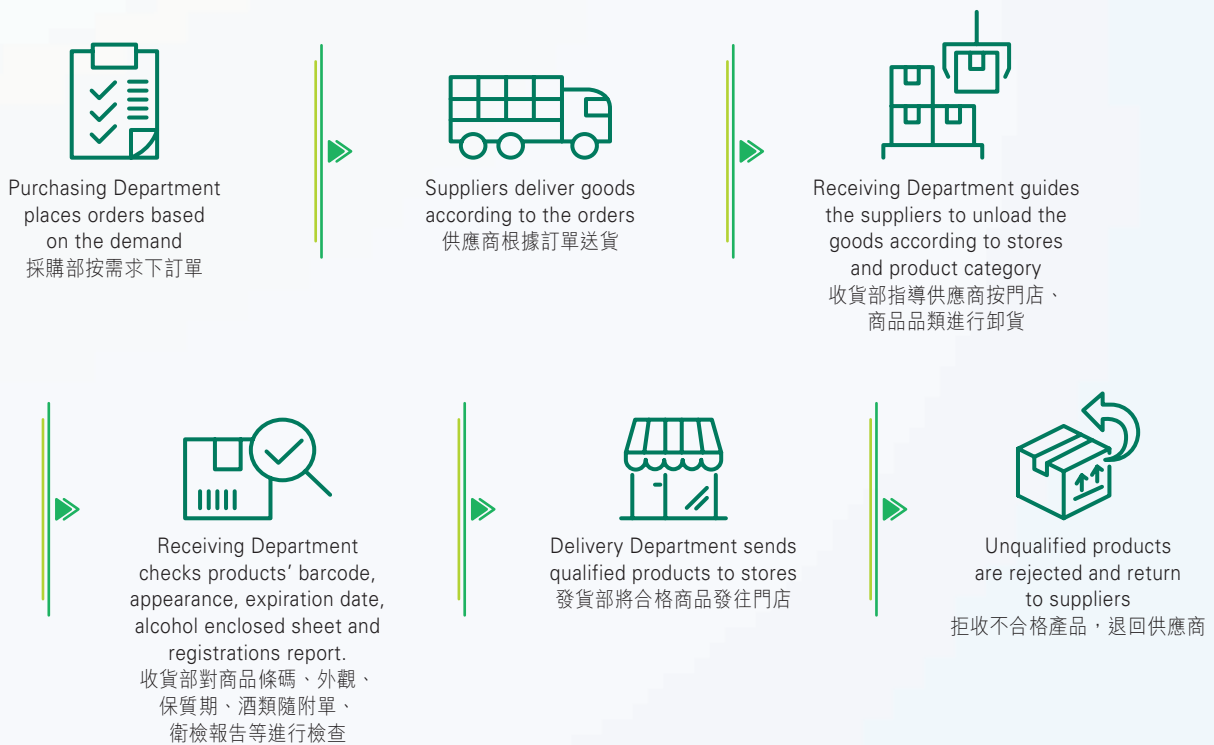 Purchasing Department
places orders based
on the demand
採購部按需求下訂單
Suppliers deliver goods
according to the orders
供應商根據訂單送貨
Receiving Department guides
the suppliers to unload the
goods according to stores
and product category
收貨部指導供應商按門店、
商品品類進行卸貨
Receiving Department
checks products’ barcode,
appearance, expiration date,
alcohol enclosed sheet and
registrations report.
收貨部對商品條碼、外觀、
保質期、酒類隨附單、
衛檢報告等進行檢查
Delivery Department sends
qualified products to stores
發貨部將合格商品發往門店
Unqualified products
are rejected and return
to suppliers
拒收不合格產品，退回供應商